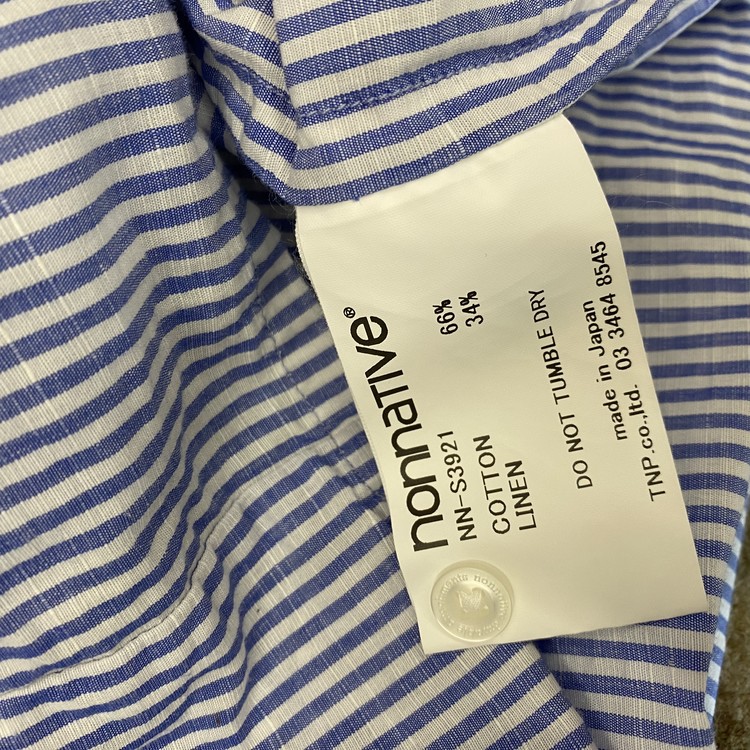 nonnative®
NN-S3921
COTTON 66%
LINEN 34%
DO NOT TUMBLE DRY
made in Japan
TNP.co.,ltd. 03 3464 8545
nonnative